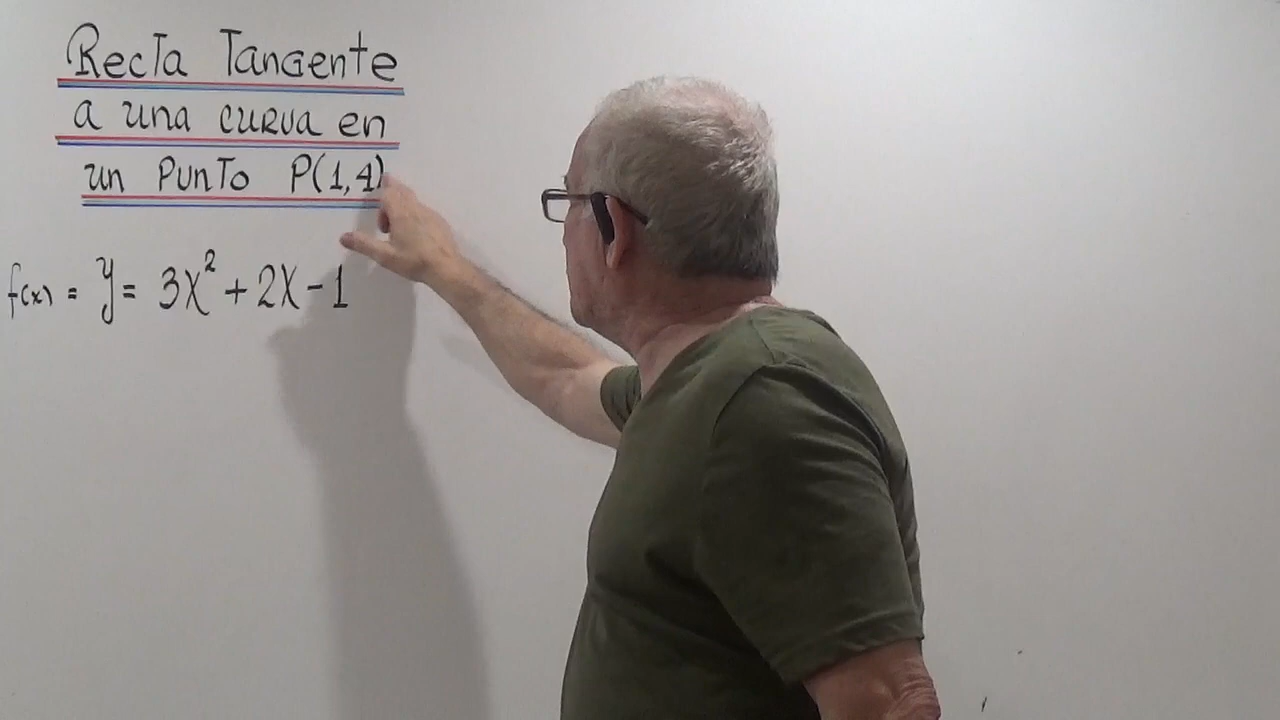 Recta Tangente
a una curva en
un Punto P(1,4)
f(x) = y = 3x² + 2x - 1